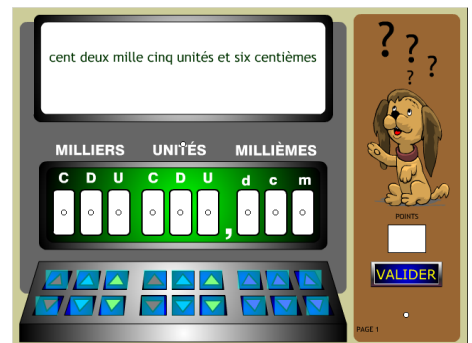 cent deux mille cinq unités et six centièmes
? ? ? ?
MILLIERS UNITÉS MILLIÈMES
C D U C D U d c m
,
POINTS
VALIDER
PAGE 1